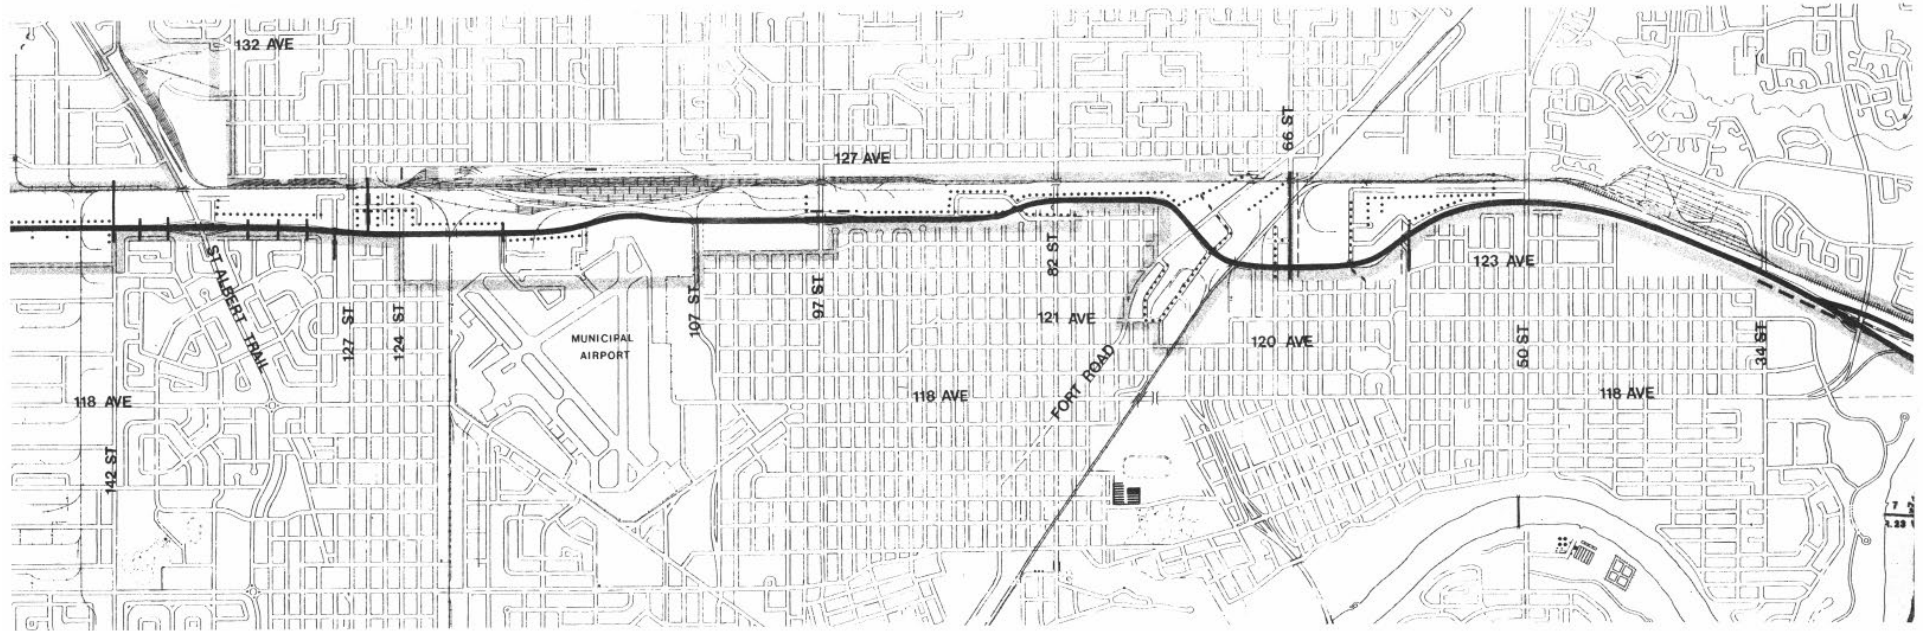 132 AVE
127 AVE
66 ST
ST ALBERT TRAIL
127 ST
124 ST
MUNICIPAL
AIRPORT
107 ST
97 ST
82 ST
121 AVE
FORT ROAD
120 AVE
123 AVE
50 ST
34 ST
118 AVE
118 AVE
118 AVE
142 ST